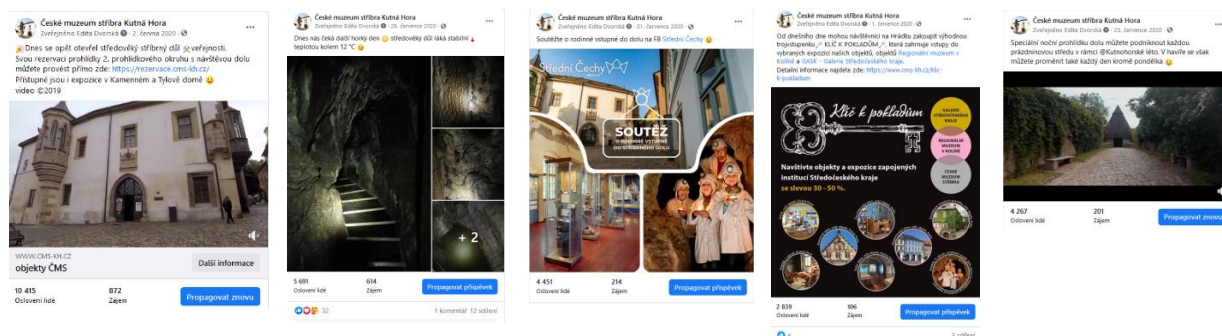 České muzeum stříbra Kutná Hora
Zveřejněno Edita Dvorská · 2. června 2020 ·
Dnes se opět otevřel středověký stříbrný důl veřejnosti.
Svou rezervaci prohlídky 2. prohlídkového okruhu s návštěvou dolu
můžete provést přímo zde: https://rezervace.cms-kh.cz/
Přístupné jsou i expozice v Kamenném a Tylově domě
video ©2019
WWW.CMS-KH.CZ
objekty ČMS
Další informace
10 415
872
Oslovení lidé
Zájem
Propagovat znovu
České muzeum stříbra Kutná Hora
Zveřejněno Edita Dvorská · 28. července 2020 ·
Dnes nás čeká další horký den středověký důl láká stabilní
teplotou kolem 12 °C
+ 2
5 691
614
Oslovení lidé
Zájem
Propagovat příspěvek
32
1 komentář 12 sdílení
České muzeum stříbra Kutná Hora
Zveřejněno Edita Dvorská · 31. července 2020 ·
Soutěžte o rodinné vstupné do dolu na FB Střední Čechy
Střední Čechy
SOUTĚŽ
O RODINNÉ VSTUPNÉ
DO STŘÍBRNÉHO DOLU
4 451
214
Oslovení lidé
Zájem
Propagovat příspěvek
České muzeum stříbra Kutná Hora
Zveřejněno Edita Dvorská · 1. července 2020 ·
Od dnešního dne mohou návštěvníci na Hrádku zakoupit výhodnou
trojvstupenku KLÍČ K POKLADŮM, která zahrnuje vstupy do
vybraných expozic našich objektů, objektů Regionální muzeum v
Kolíně a GASK - Galerie Středočeského kraje.
Detailní informace najdete zde: https://www.cms-kh.cz/klic-
k-pokladum
Klíč k pokladům
GALERIE
STŘEDOČESKÉHO
KRAJE
REGIONÁLNÍ
MUZEUM
V KOLÍNĚ
ČESKÉ
MUZEUM
STŘÍBRA
Navštivte objekty a expozice zapojených
institucí Středočeského kraje
se slevou 30 - 50 %.
2 839
106
Oslovení lidé
Zájem
Propagovat příspěvek
České muzeum stříbra Kutná Hora
Zveřejněno Edita Dvorská · 22. července 2020 ·
Speciální noční prohlídku dolu můžete podniknout každou
prázdninovou středu v rámci @Kutnohorské léto. V havíře se však
můžete proměnit také každý den kromě pondělka
4 267
201
Oslovení lidé
Zájem
Propagovat znovu